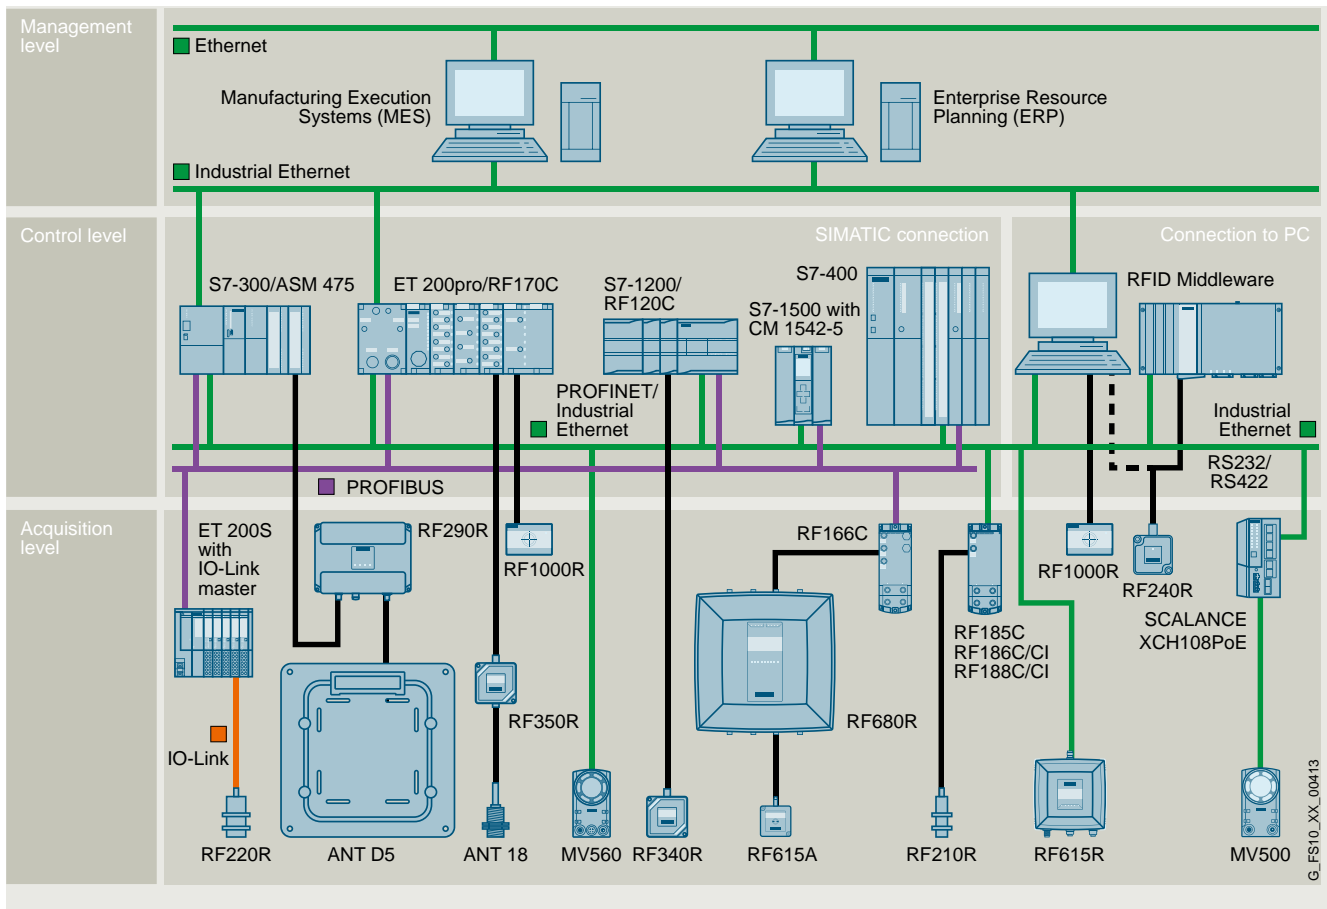 Management
level
Ethernet
Manufacturing Execution
Systems (MES)
Enterprise Resource
Planning (ERP)
Industrial Ethernet
Control level
SIMATIC connection
Connection to PC
S7-300/ASM 475
ET 200pro/RF170C
S7-1200/
RF120C
S7-1500 with
CM 1542-5
S7-400
RFID Middleware
PROFINET/
Industrial
Ethernet
Industrial
Ethernet
RS232/
RS422
PROFIBUS
Acquisition
level
ET 200S
with
IO-Link
master
RF290R
RF1000R
RF166C
RF185C
RF186C/CI
RF188C/CI
RF1000R
RF240R
SCALANCE
XCH108PoE
RF350R
RF680R
IO-Link
RF220R
ANT D5
ANT 18
MV560
RF340R
RF615A
RF210R
RF615R
MV500
G_FS10_XX_00413